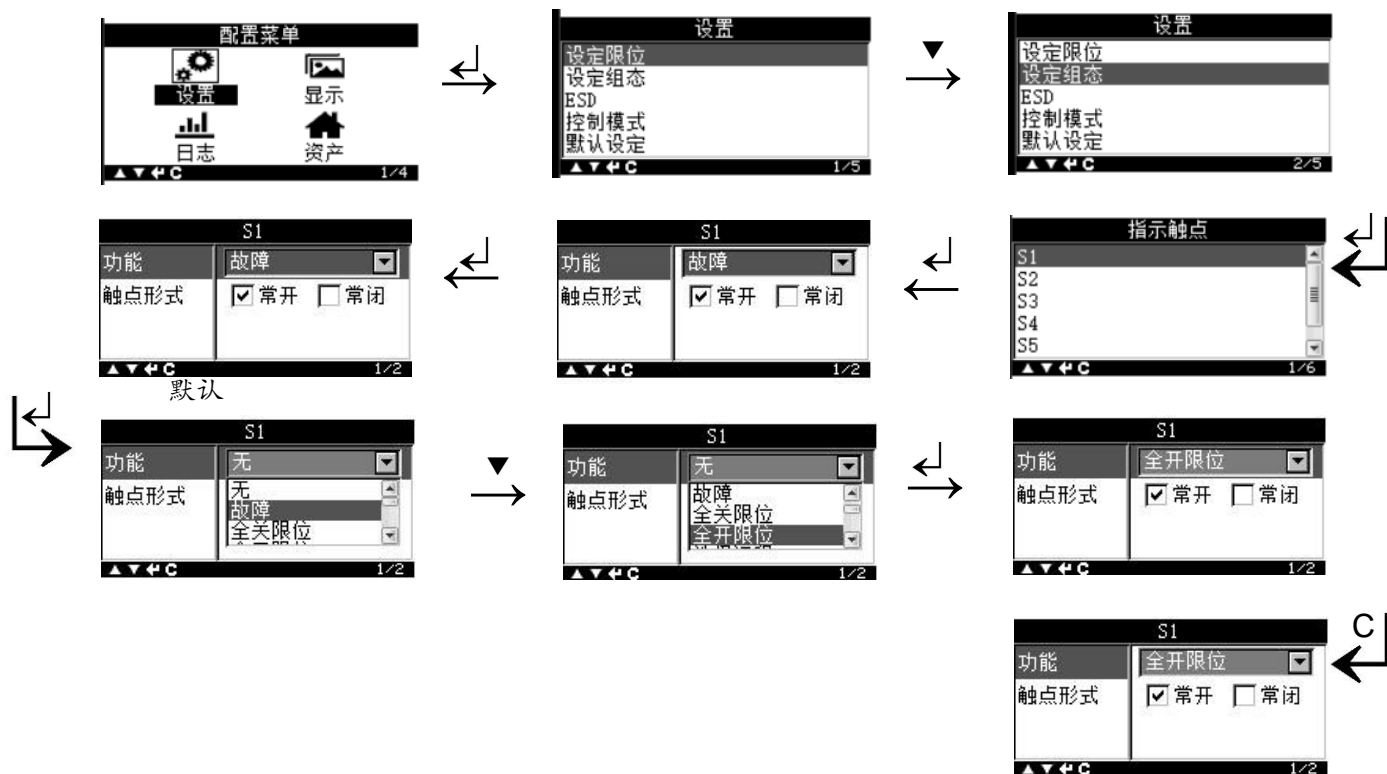 配置菜单
设置
显示
日志
资产
▲ ▼ ↵ C 1/4
↵
设置
设定限位
设定组态
ESD
控制模式
默认设定
▲ ▼ ↵ C 1/5
▼
设置
设定限位
设定组态
ESD
控制模式
默认设定
▲ ▼ ↵ C 2/5
↵
指示触点
S1
S2
S3
S4
S5
▲ ▼ ↵ C 1/6
↵
S1
功能 故障
触点形式 常开 常闭
▲ ▼ ↵ C 1/2
↵
S1
功能 故障
触点形式 常开 常闭
▲ ▼ ↵ C 1/2
默认
↵
S1
功能 无
触点形式 无
故障
全关限位
▲ ▼ ↵ C 1/2
▼
S1
功能 无
触点形式 故障
全关限位
全开限位
▲ ▼ ↵ C 1/2
↵
S1
功能 全开限位
触点形式 常开 常闭
▲ ▼ ↵ C 1/2
C
S1
功能 全开限位
触点形式 常开 常闭
▲ ▼ ↵ C 1/2